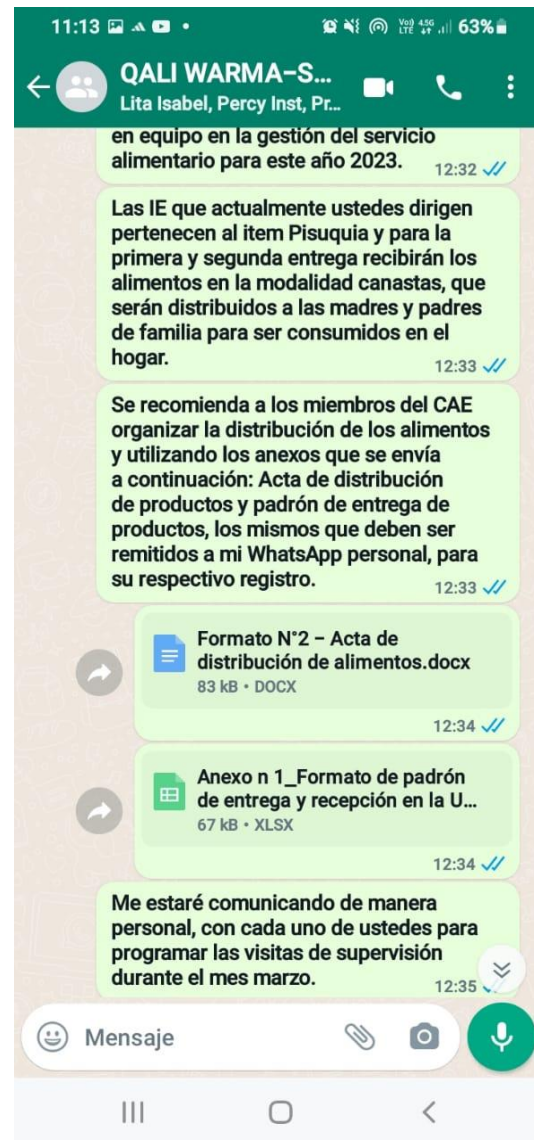 11:13
63%
QALI WARMA-S...
Lita Isabel, Percy Inst, Pr...
en equipo en la gestión del servicio
alimentario para este año 2023.
12:32
Las IE que actualmente ustedes dirigen
pertenecen al item Pisuquia y para la
primera y segunda entrega recibirán los
alimentos en la modalidad canastas, que
serán distribuidos a las madres y padres
de familia para ser consumidos en el
hogar.
12:33
Se recomienda a los miembros del CAE
organizar la distribución de los alimentos
y utilizando los anexos que se envía
a continuación: Acta de distribución
de productos y padrón de entrega de
productos, los mismos que deben ser
remitidos a mi WhatsApp personal, para
su respectivo registro.
12:33
Formato N°2 – Acta de
distribución de alimentos.docx
83 kB • DOCX
12:34
Anexo n 1_Formato de padrón
de entrega y recepción en la U...
67 kB • XLSX
12:34
Me estaré comunicando de manera
personal, con cada uno de ustedes para
programar las visitas de supervisión
durante el mes marzo.
12:35
Mensaje